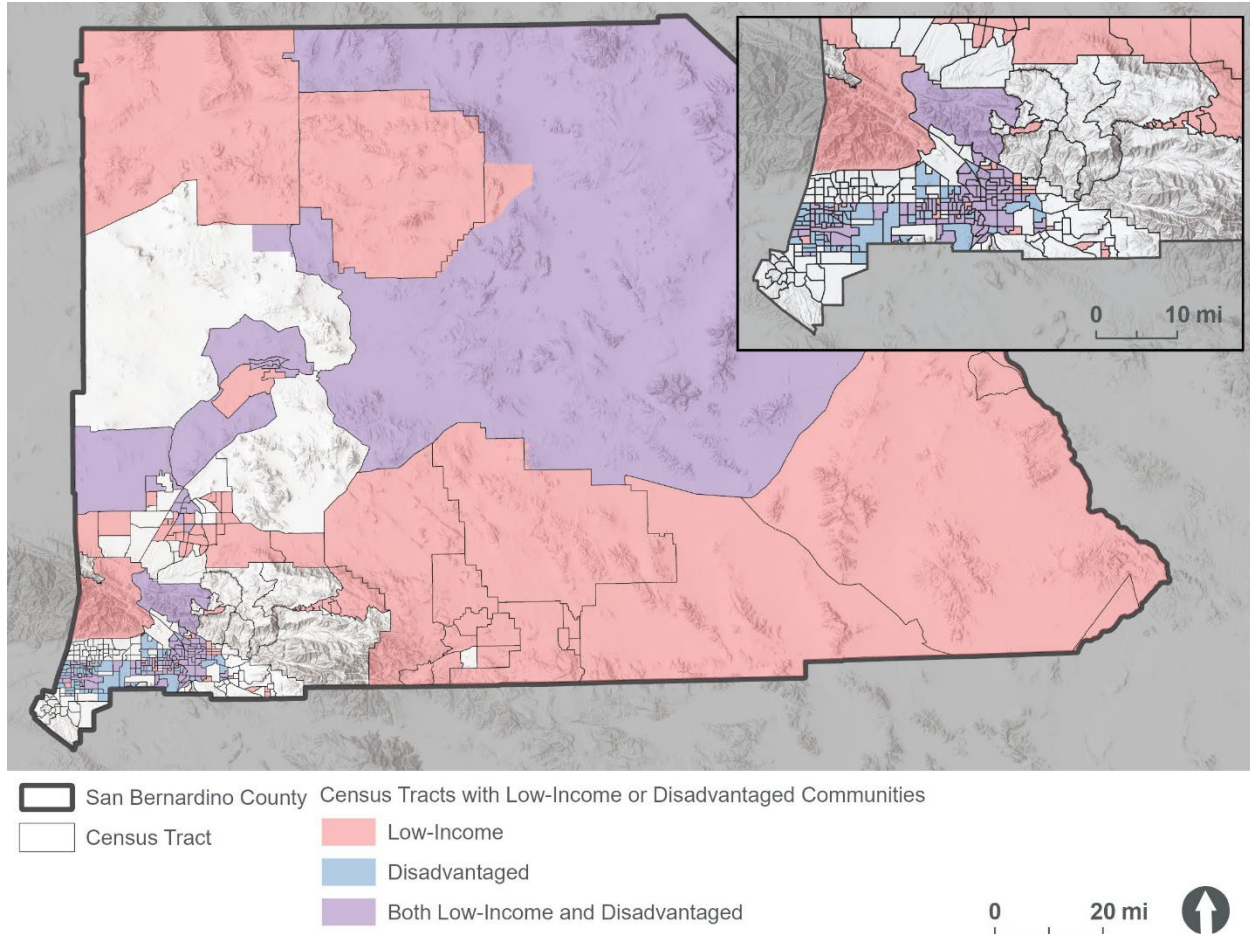 0 10 mi
San Bernardino County
Census Tract
Census Tracts with Low-Income or Disadvantaged Communities
Low-Income
Disadvantaged
Both Low-Income and Disadvantaged
0 20 mi